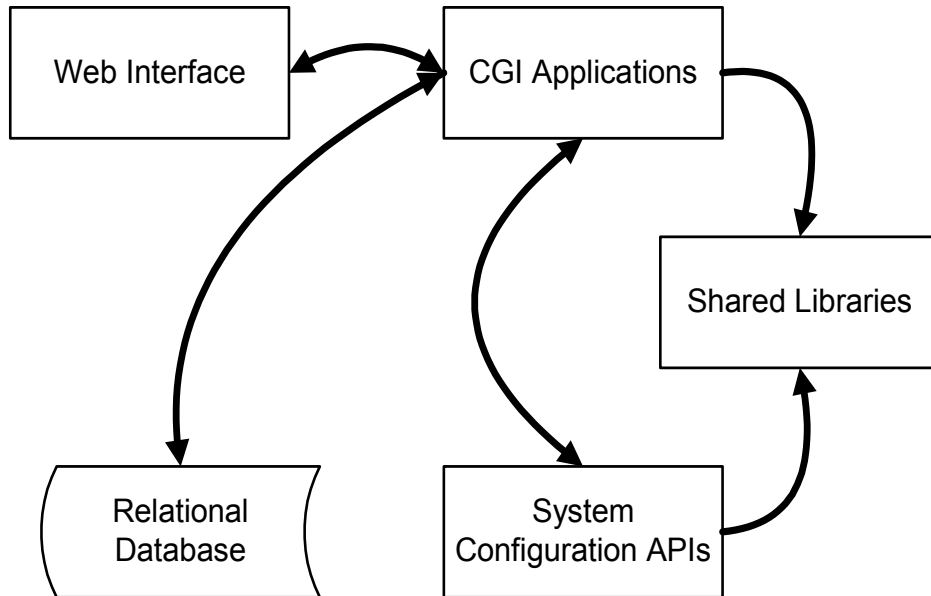 Web Interface
CGI Applications
Shared Libraries
Relational
Database
System
Configuration APIs